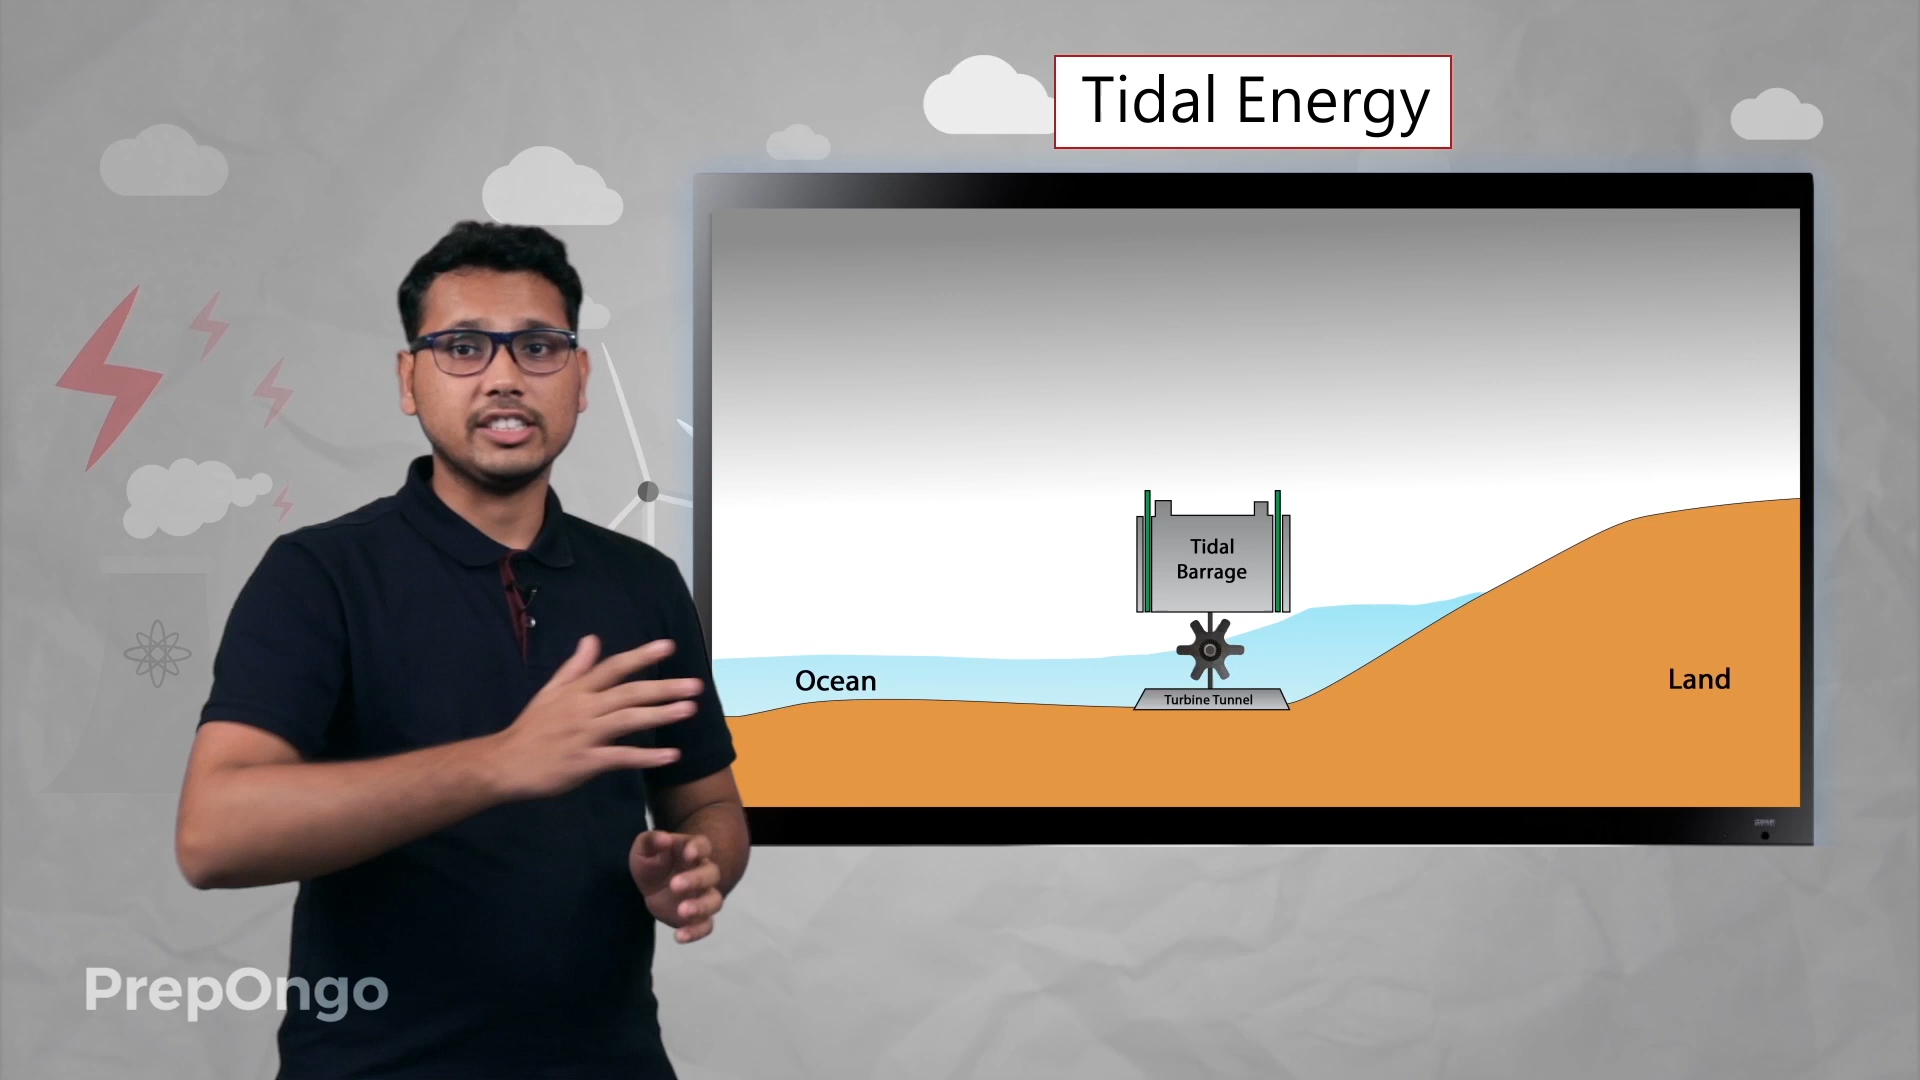 Tidal Energy
Tidal
Barrage
Ocean
Land
Turbine Tunnel
PrepOngo